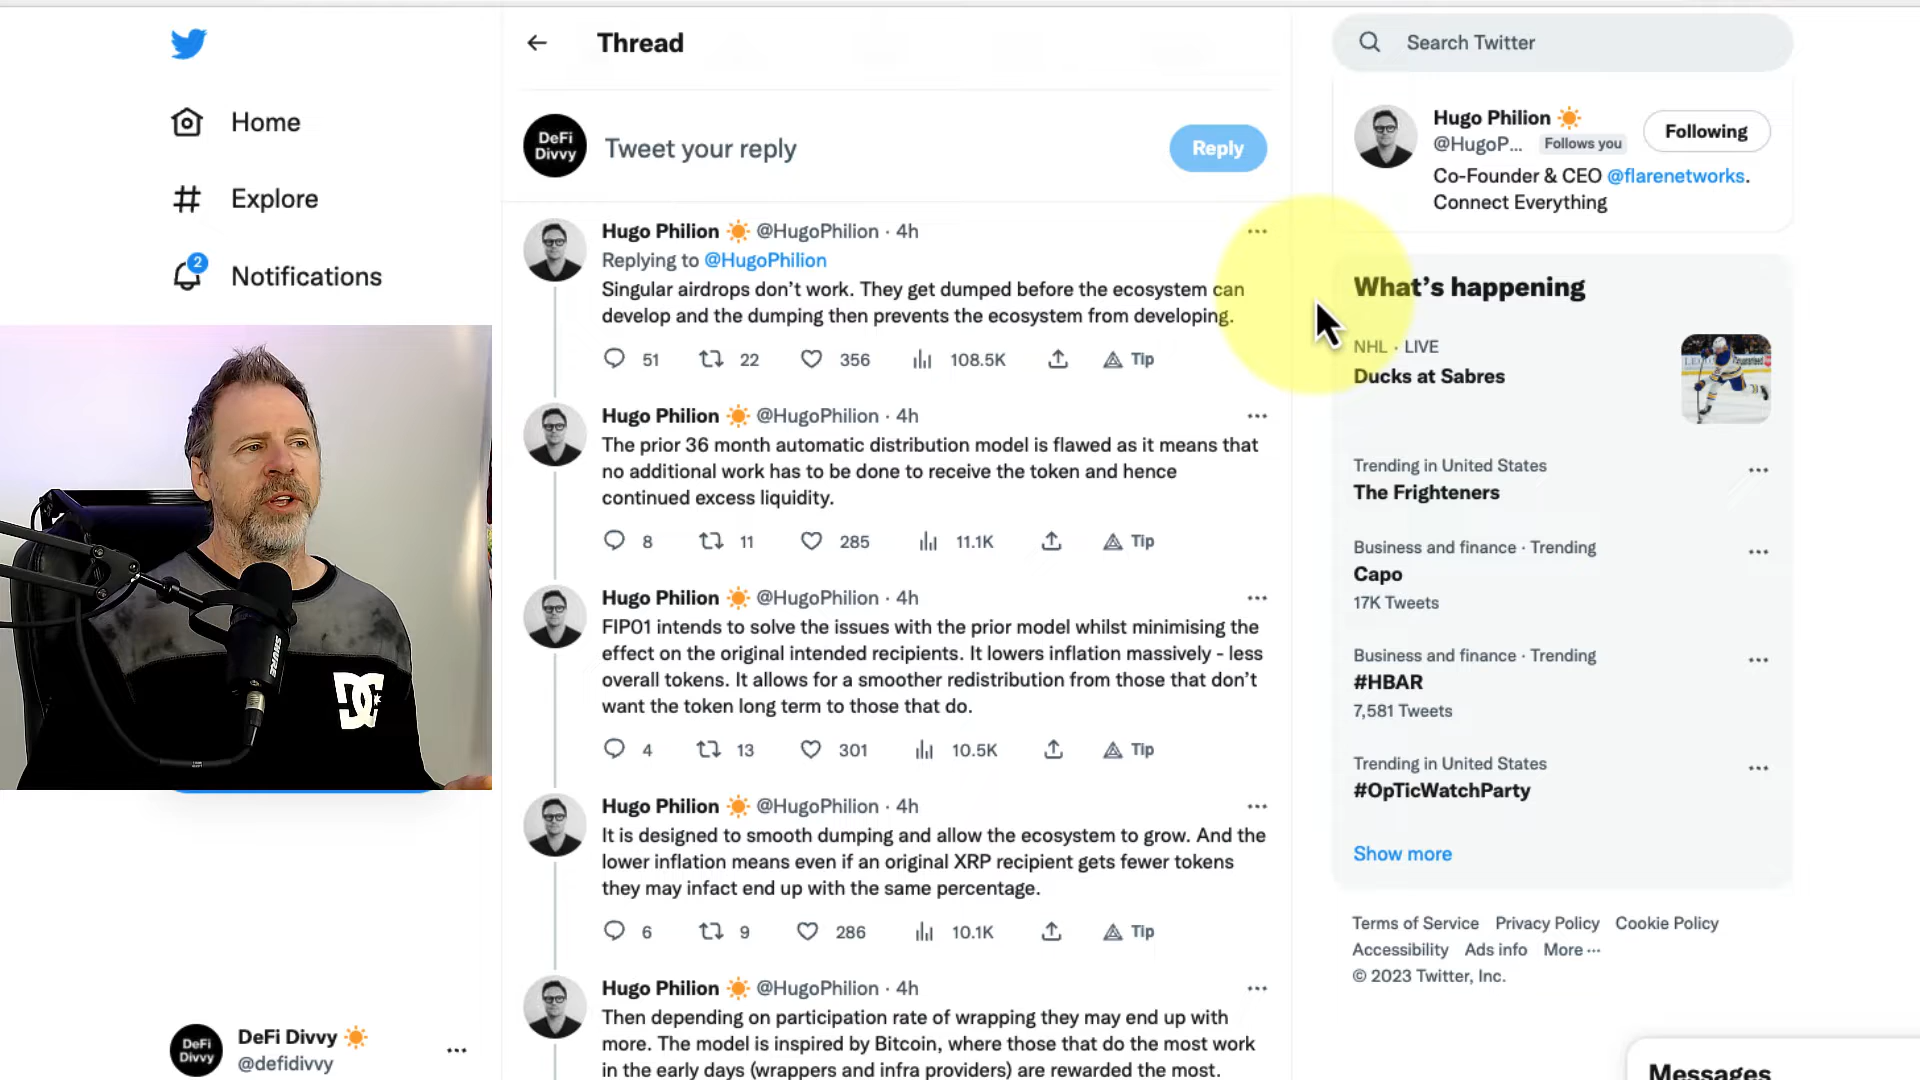 Home
Explore
2
Notifications
DeFi Divvy
@defidivvy
Thread
DeFi
Divvy
Tweet your reply
Reply
Hugo Philion @HugoPhilion · 4h
Replying to @HugoPhilion
Singular airdrops don’t work. They get dumped before the ecosystem can
develop and the dumping then prevents the ecosystem from developing.
51 22 356 108.5K Tip
Hugo Philion @HugoPhilion · 4h
The prior 36 month automatic distribution model is flawed as it means that
no additional work has to be done to receive the token and hence
continued excess liquidity.
8 11 285 11.1K Tip
Hugo Philion @HugoPhilion · 4h
FIP01 intends to solve the issues with the prior model whilst minimising the
effect on the original intended recipients. It lowers inflation massively - less
overall tokens. It allows for a smoother redistribution from those that don’t
want the token long term to those that do.
4 13 301 10.5K Tip
Hugo Philion @HugoPhilion · 4h
It is designed to smooth dumping and allow the ecosystem to grow. And the
lower inflation means even if an original XRP recipient gets fewer tokens
they may infact end up with the same percentage.
6 9 286 10.1K Tip
Hugo Philion @HugoPhilion · 4h
Then depending on participation rate of wrapping they may end up with
more. The model is inspired by Bitcoin, where those that do the most work
in the early days (wrappers and infra providers) are rewarded the most.
Search Twitter
Hugo Philion
@HugoP... Follows you
Following
Co-Founder & CEO @flarenetworks.
Connect Everything
What’s happening
NHL · LIVE
Ducks at Sabres
Trending in United States
The Frighteners
Business and finance · Trending
Capo
17K Tweets
Business and finance · Trending
#HBAR
7,581 Tweets
Trending in United States
#OpTicWatchParty
Show more
Terms of Service Privacy Policy Cookie Policy
Accessibility Ads info More ···
© 2023 Twitter, Inc.
Messages
DeFi
Divvy
SHURE
DC